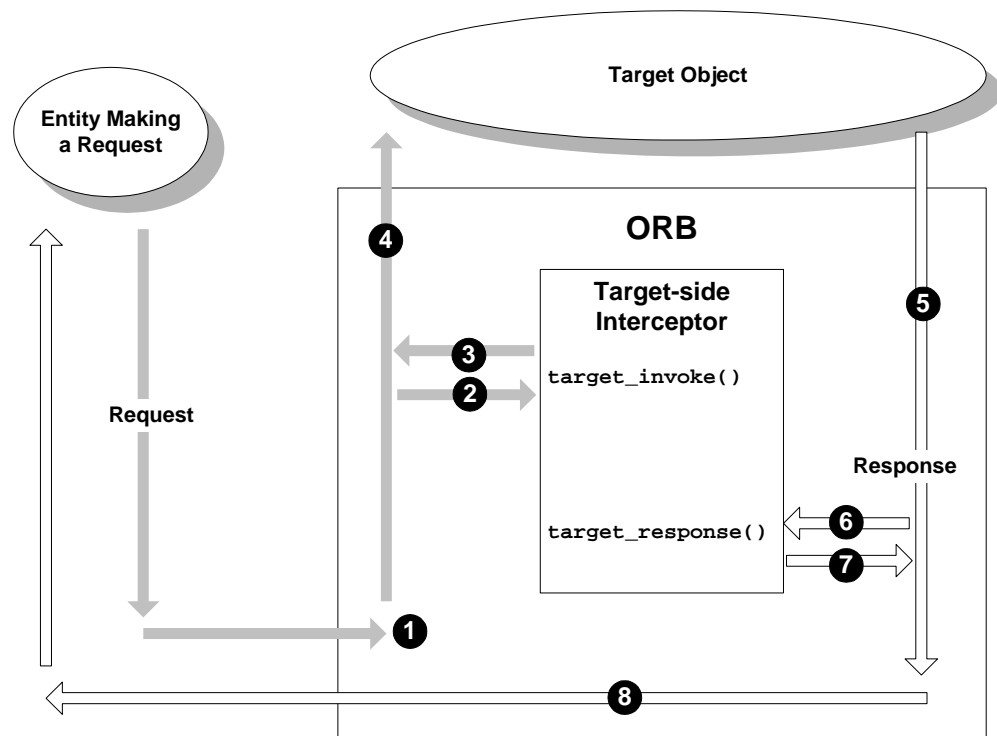 Target Object
Entity Making
a Request
ORB
4
Target-side
Interceptor
5
3
target_invoke()
2
Request
Response
6
target_response()
7
1
8